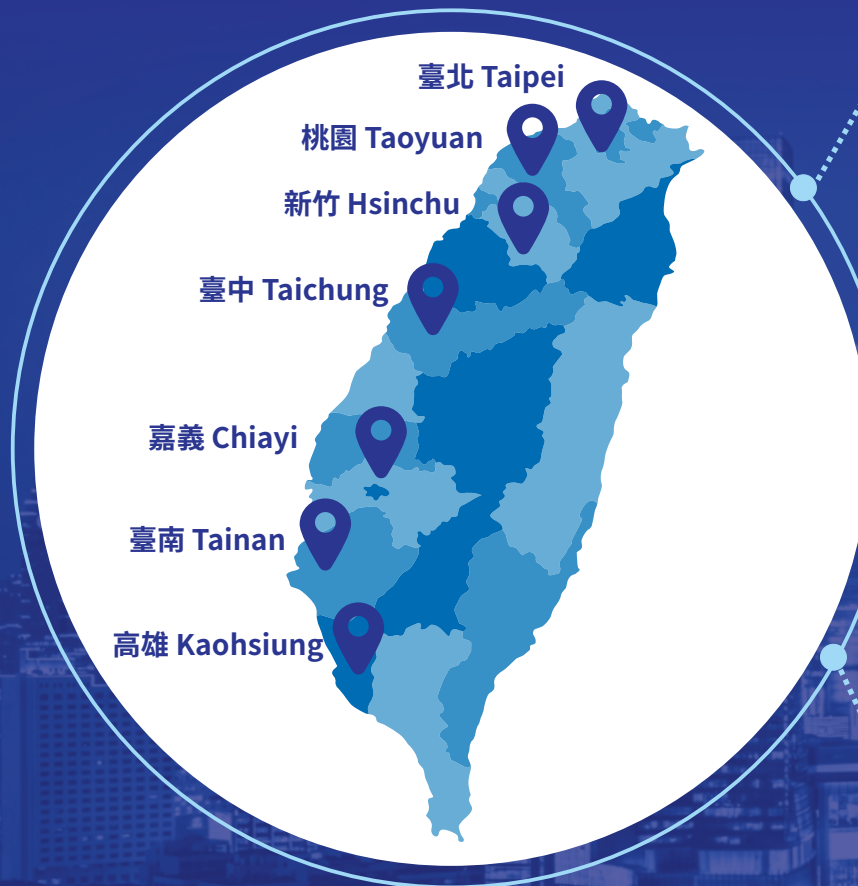 臺北 Taipei
桃園 Taoyuan
新竹 Hsinchu
臺中 Taichung
嘉義 Chiayi
臺南 Tainan
高雄 Kaohsiung